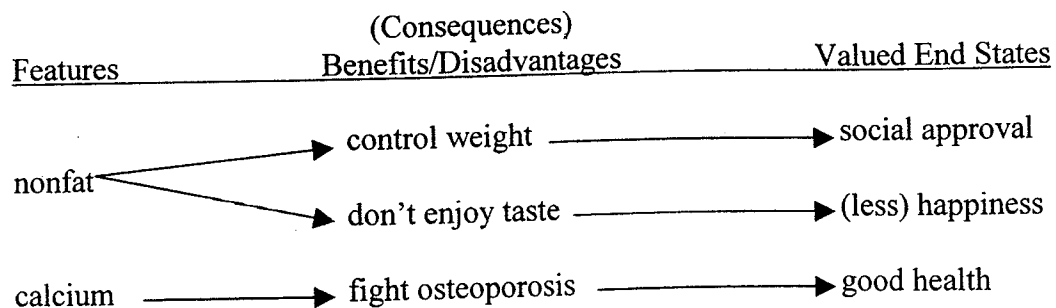 (Consequences)
Features Benefits/Disadvantages Valued End States
control weight social approval
nonfat
don't enjoy taste (less) happiness
calcium fight osteoporosis good health